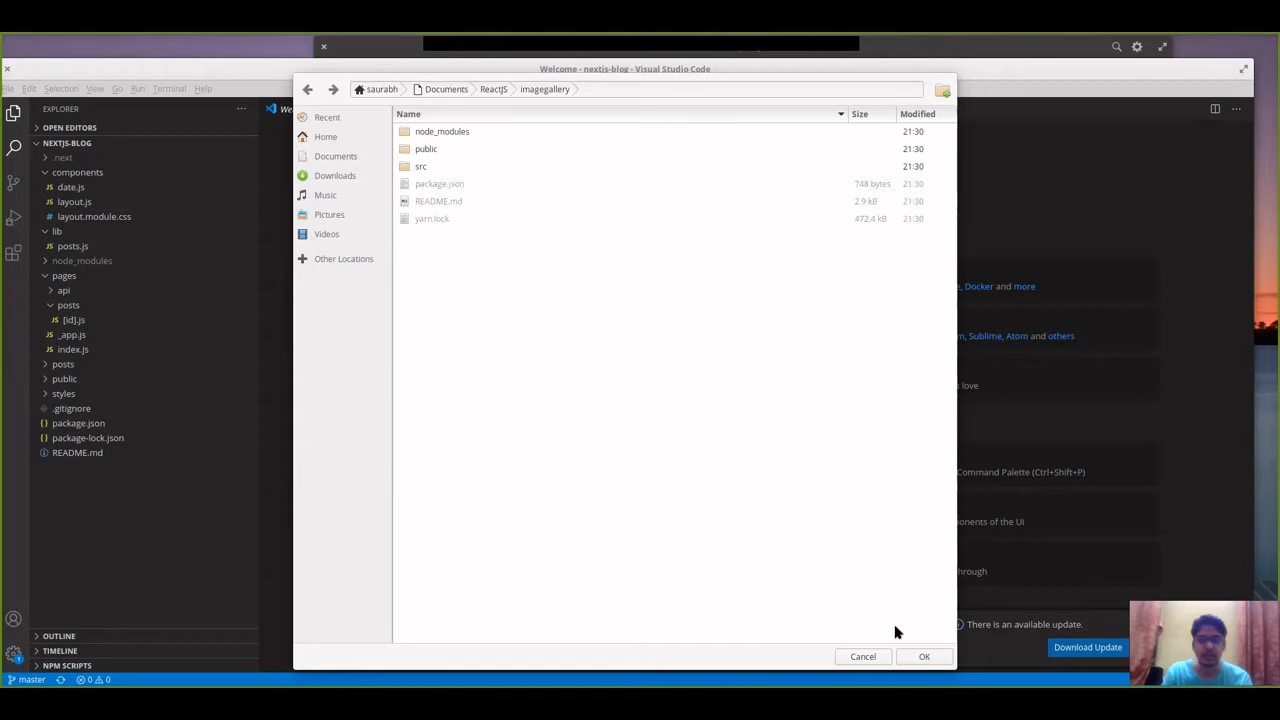 Welcome - nextjs-blog - Visual Studio Code
File Edit Selection View Go Run Terminal Help
EXPLORER
OPEN EDITORS
NEXTJS-BLOG
.next
components
date.js
layout.js
layout.module.css
lib
posts.js
node_modules
pages
api
posts
[id].js
_app.js
index.js
posts
public
styles
.gitignore
package.json
package-lock.json
README.md
OUTLINE
TIMELINE
NPM SCRIPTS
master 0 0
1
We
saurabh Documents ReactJS imagegallery
Recent
Home
Documents
Downloads
Music
Pictures
Videos
Other Locations
Name Size Modified
node_modules 21:30
public 21:30
src 21:30
package.json 748 bytes 21:30
README.md 2.9 kB 21:30
yarn.lock 472.4 kB 21:30
Cancel OK
e, Docker and more
m, Sublime, Atom and others
n love
Command Palette (Ctrl+Shift+P)
onents of the UI
hrough
There is an available update.
Download Update